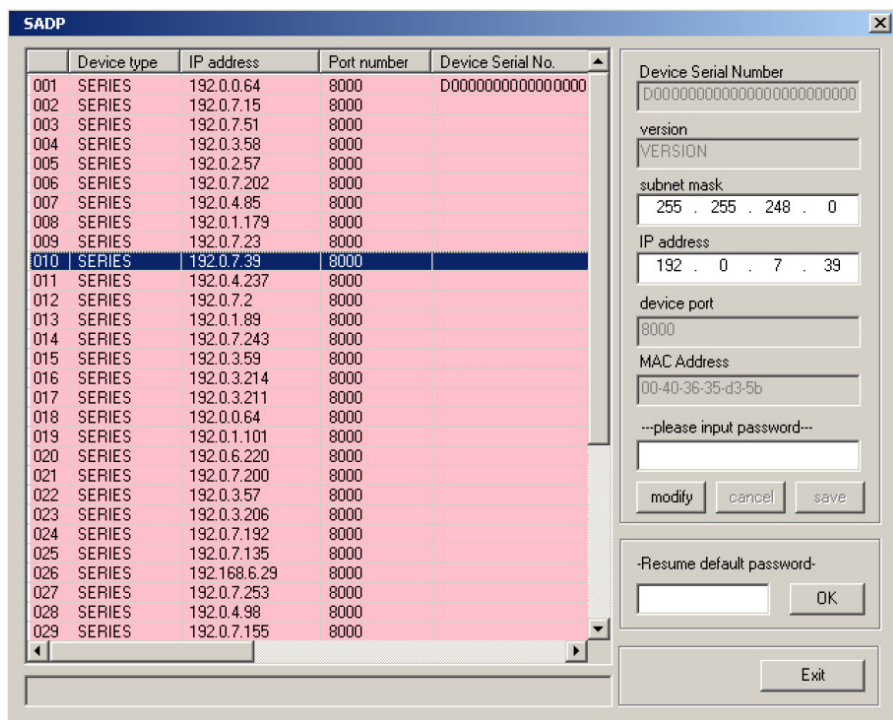 SADP
Device type IP address Port number Device Serial No.
001 SERIES 192.0.0.64 8000 D0000000000000000
002 SERIES 192.0.7.15 8000
003 SERIES 192.0.7.51 8000
004 SERIES 192.0.3.58 8000
005 SERIES 192.0.2.57 8000
006 SERIES 192.0.7.202 8000
007 SERIES 192.0.4.85 8000
008 SERIES 192.0.1.179 8000
009 SERIES 192.0.7.23 8000
010 SERIES 192.0.7.39 8000
011 SERIES 192.0.4.237 8000
012 SERIES 192.0.7.2 8000
013 SERIES 192.0.1.89 8000
014 SERIES 192.0.7.243 8000
015 SERIES 192.0.3.59 8000
016 SERIES 192.0.3.214 8000
017 SERIES 192.0.3.211 8000
018 SERIES 192.0.0.64 8000
019 SERIES 192.0.1.101 8000
020 SERIES 192.0.6.220 8000
021 SERIES 192.0.7.200 8000
022 SERIES 192.0.3.57 8000
023 SERIES 192.0.3.206 8000
024 SERIES 192.0.7.192 8000
025 SERIES 192.0.7.135 8000
026 SERIES 192.168.6.29 8000
027 SERIES 192.0.7.253 8000
028 SERIES 192.0.4.98 8000
029 SERIES 192.0.7.155 8000
Device Serial Number
D0000000000000000000000000
version
VERSION
subnet mask
255 . 255 . 248 . 0
IP address
192 . 0 . 7 . 39
device port
8000
MAC Address
00-40-36-35-d3-5b
---please input password---
modify cancel save
-Resume default password-
OK
Exit